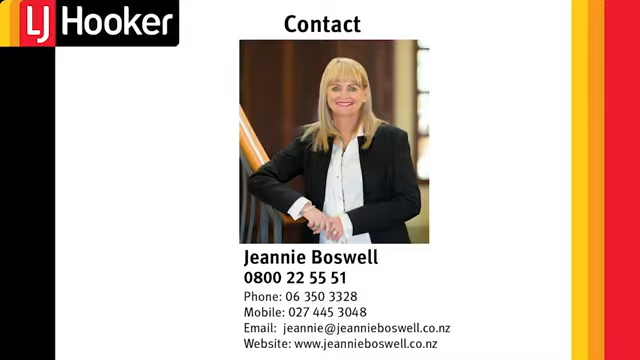 LJ Hooker
Contact
Jeannie Boswell
0800 22 55 51
Phone: 06 350 3328
Mobile: 027 445 3048
Email: jeannie@jeannieboswell.co.nz
Website: www.jeannieboswell.co.nz